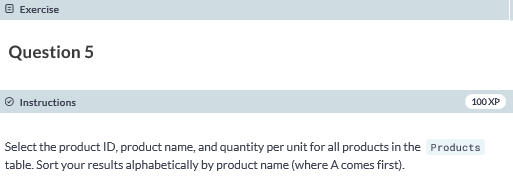 Exercise
Question 5
Instructions
100 XP
Select the product ID, product name, and quantity per unit for all products in the Products
table. Sort your results alphabetically by product name (where A comes first).